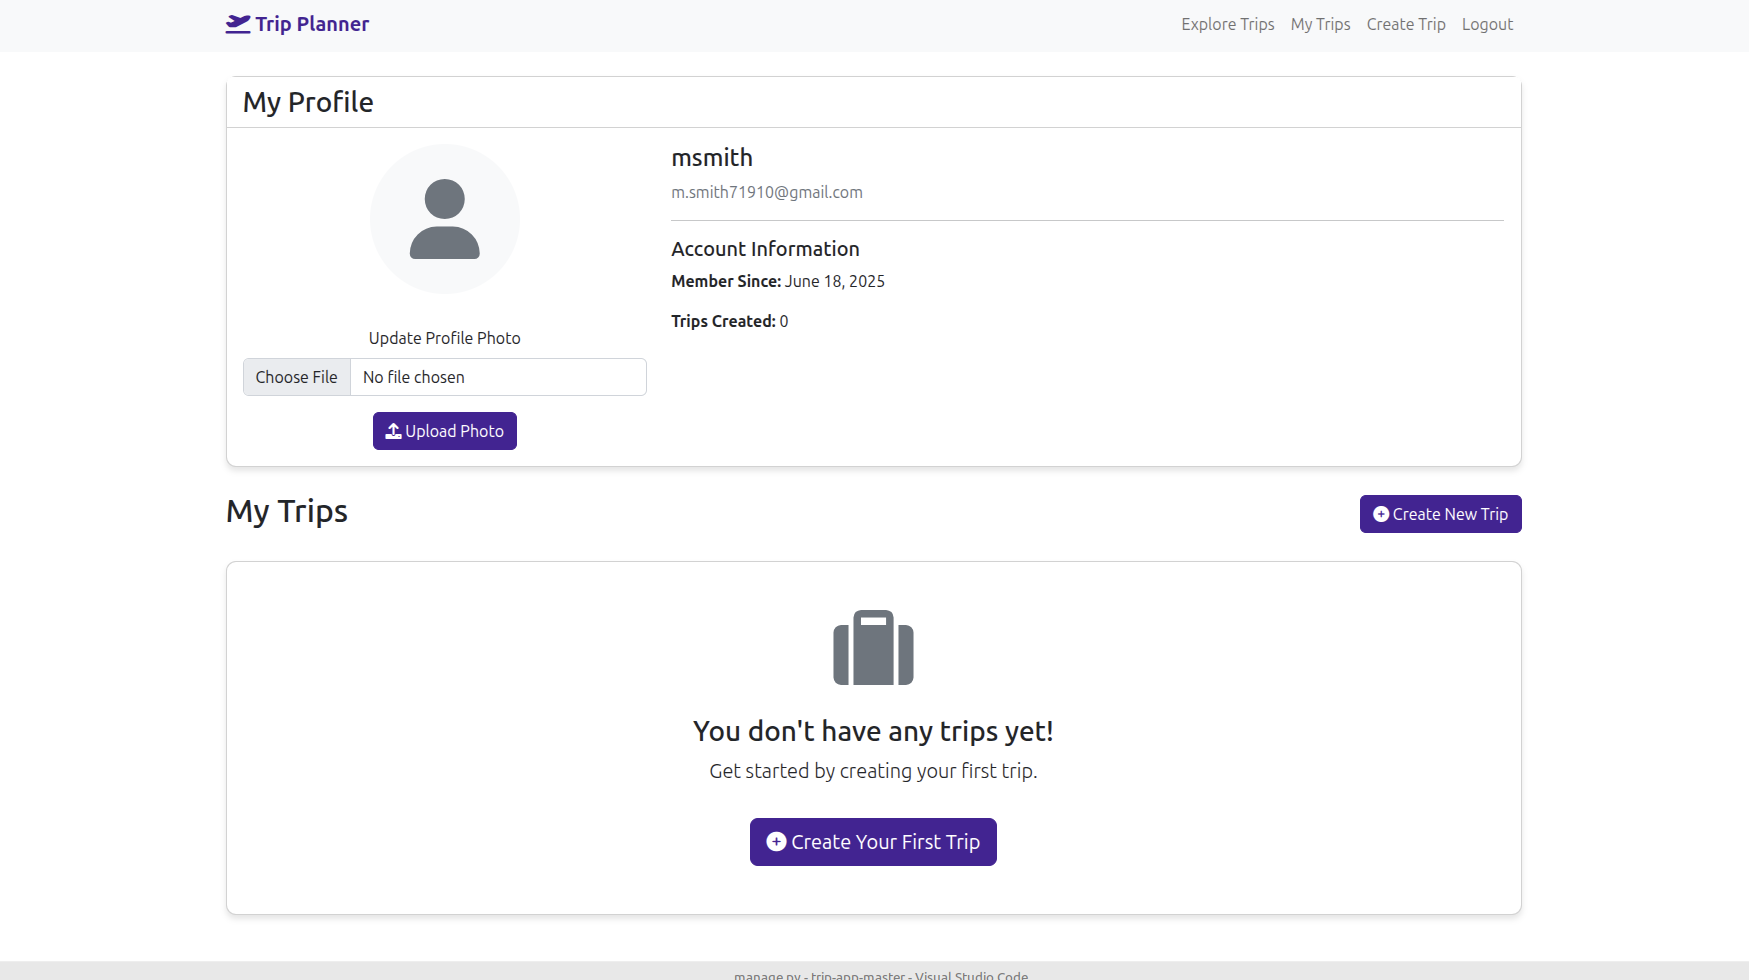 Trip Planner
Explore Trips My Trips Create Trip Logout
My Profile
msmith
m.smith71910@gmail.com
Account Information
Member Since: June 18, 2025
Trips Created: 0
Update Profile Photo
Choose File No file chosen
Upload Photo
My Trips
Create New Trip
You don't have any trips yet!
Get started by creating your first trip.
Create Your First Trip
manage.py - trip-app-master - Visual Studio Code